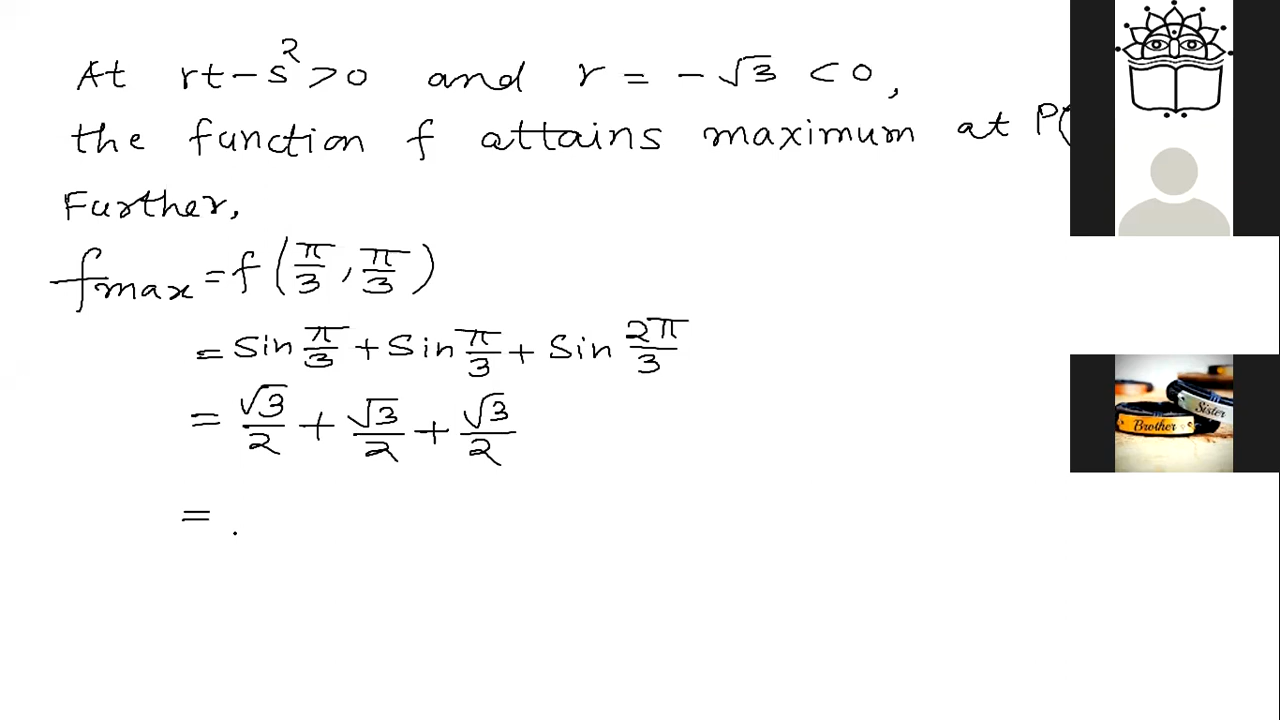 At rt - s² > 0 and r = - √3 < 0,
the function f attains maximum at P(
Further,
f_max = f (π/3, π/3)
= Sin π/3 + Sin π/3 + Sin 2π/3
= √3/2 + √3/2 + √3/2
= .
Sister
Brother